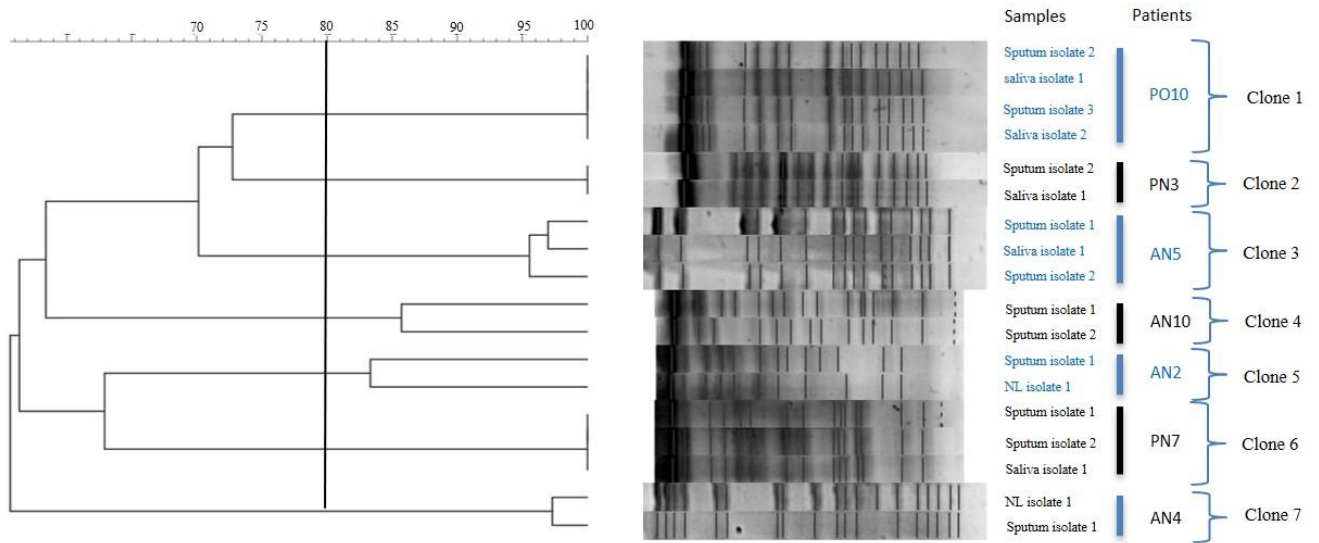 70 75 80 85 90 95 100
Samples Patients
Sputum isolate 2
saliva isolate 1
PO10 Clone 1
Sputum isolate 3
Saliva isolate 2
Sputum isolate 2
PN3 Clone 2
Saliva isolate 1
Sputum isolate 1
Saliva isolate 1 AN5 Clone 3
Sputum isolate 2
Sputum isolate 1
AN10 Clone 4
Sputum isolate 2
Sputum isolate 1
AN2 Clone 5
NL isolate 1
Sputum isolate 1
Sputum isolate 2 PN7 Clone 6
Saliva isolate 1
NL isolate 1
AN4 Clone 7
Sputum isolate 1